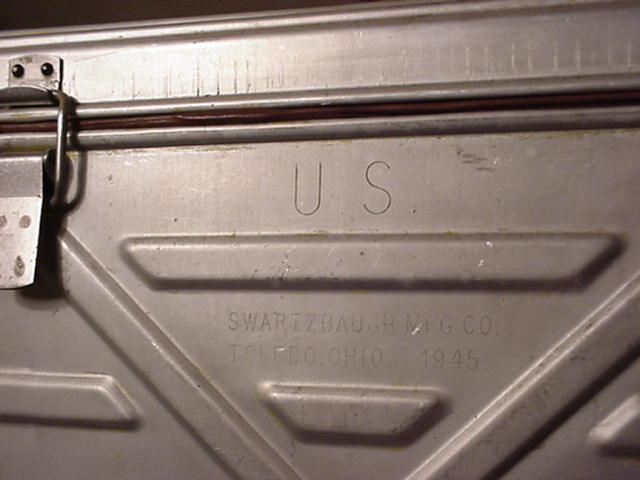 U S
SWARTZBAUGH MFG. CO.
TOLEDO, OHIO 1945.